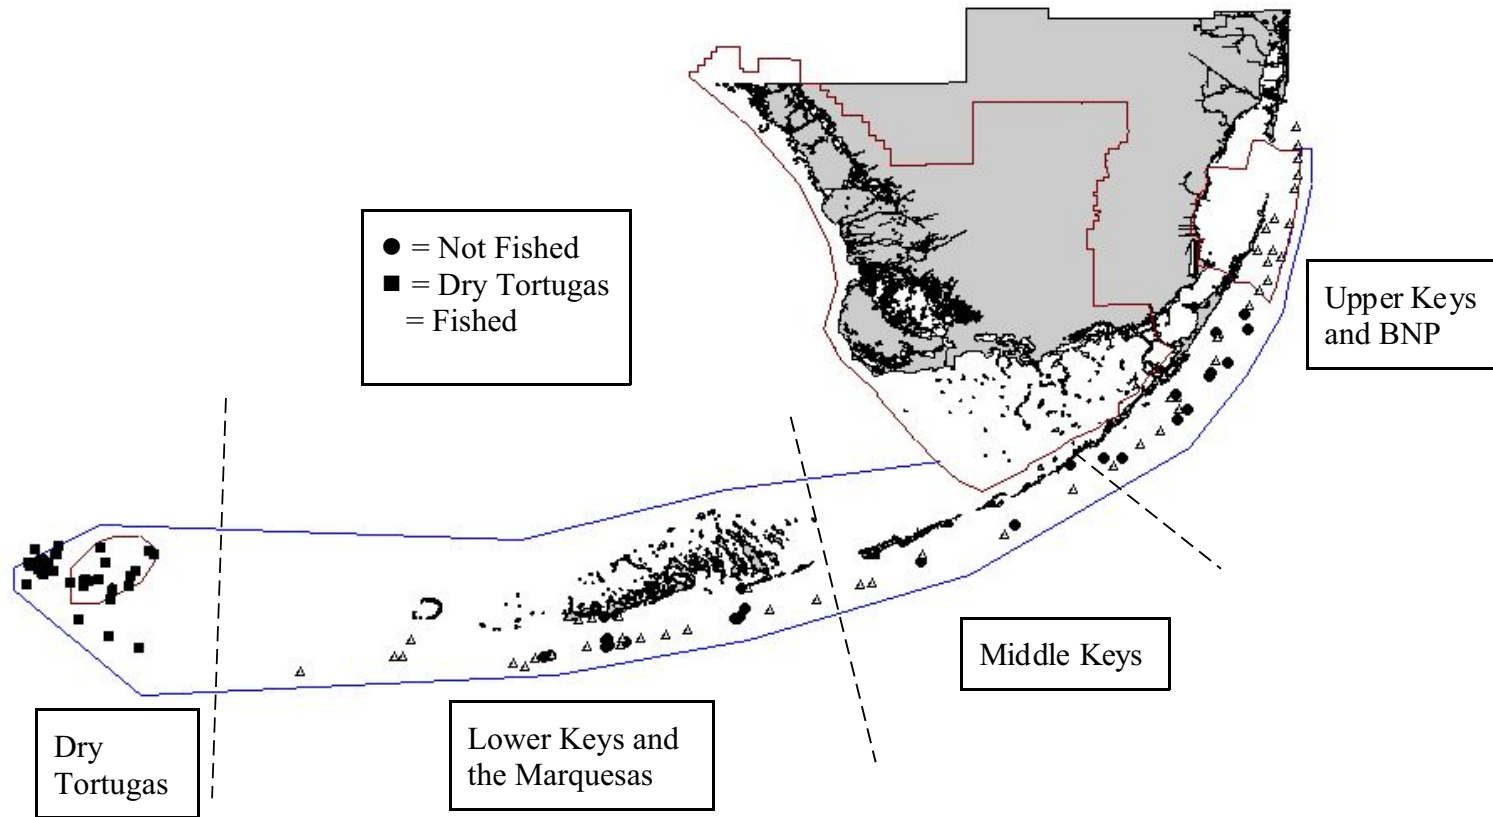 ● = Not Fished
■ = Dry Tortugas
= Fished
Upper Keys
and BNP
Middle Keys
Lower Keys and
the Marquesas
Dry
Tortugas